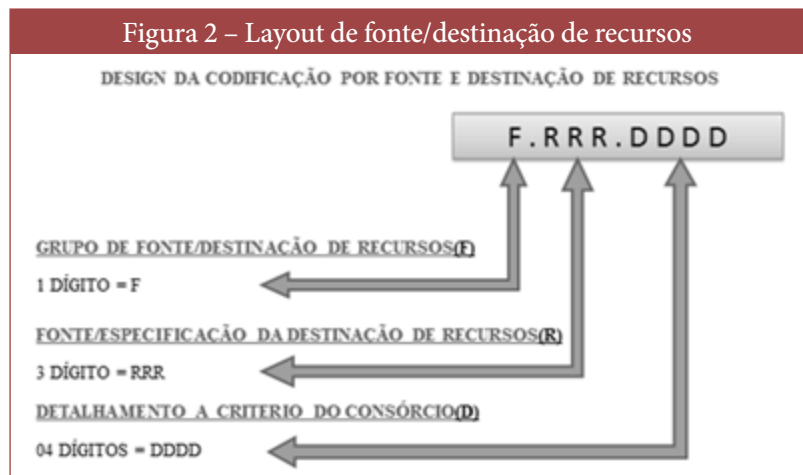 Figura 2 – Layout de fonte/destinação de recursos
DESIGN DA CODIFICAÇÃO POR FONTE E DESTINAÇÃO DE RECURSOS
F.RRR.DDDD
GRUPO DE FONTE/DESTINAÇÃO DE RECURSOS(F)
1 DÍGITO = F
FONTE/ESPECIFICAÇÃO DA DESTINAÇÃO DE RECURSOS(R)
3 DÍGITO = RRR
DETALHAMENTO A CRITERIO DO CONSÓRCIO(D)
04 DÍGITOS = DDDD